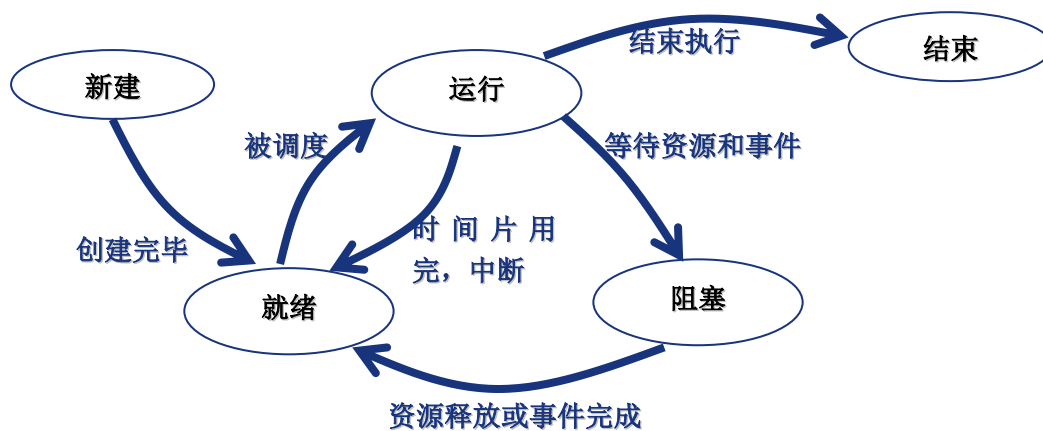 结束执行
结束
新建
运行
被调度
等待资源和事件
时间片用
完，中断
创建完毕
就绪
阻塞
资源释放或事件完成